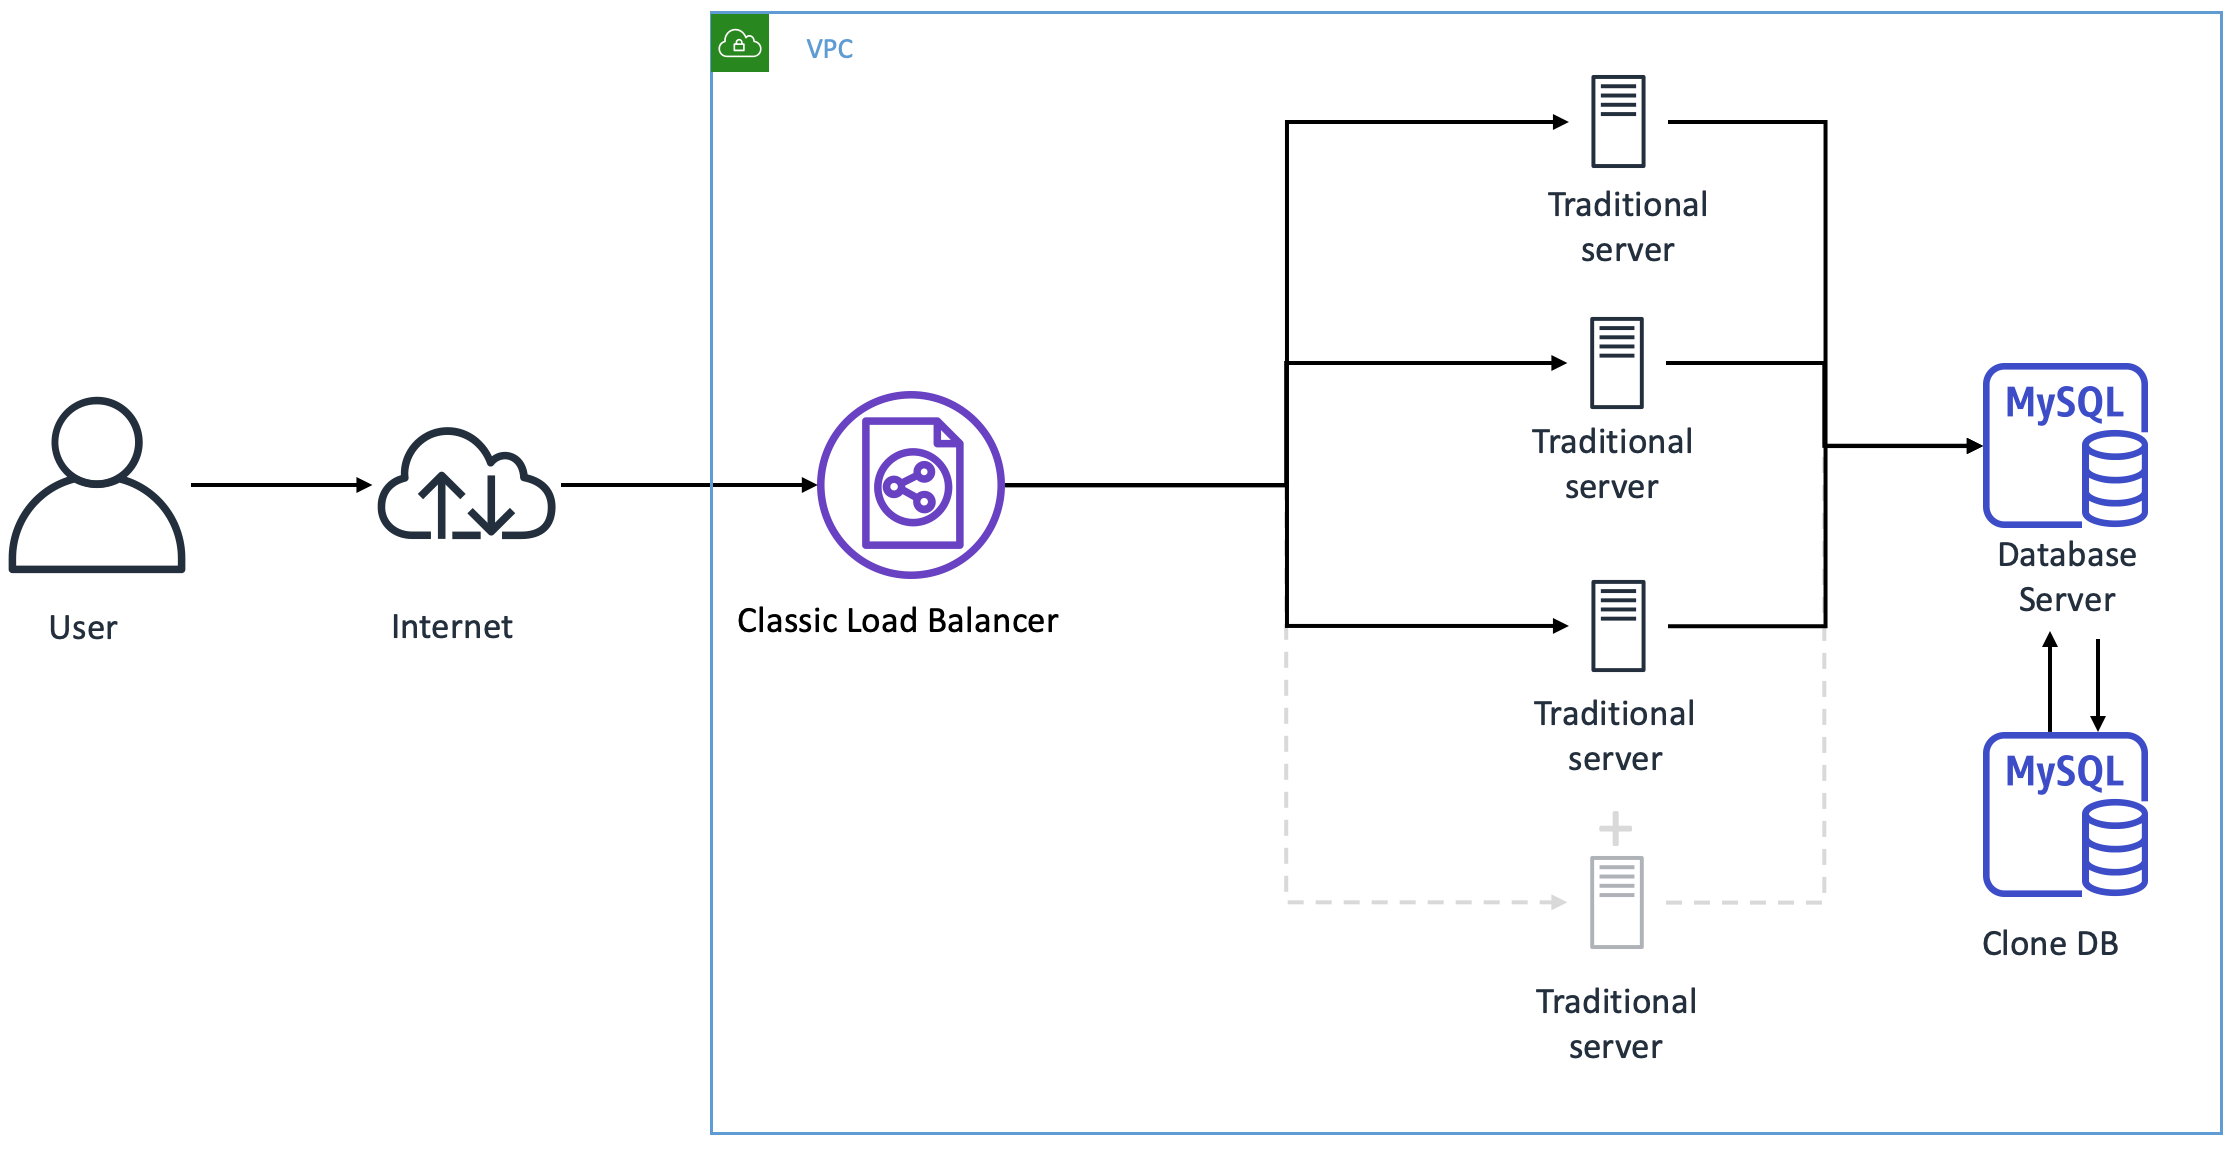 VPC
Traditional
server
Traditional
server
MySQL
Database
Server
User
Internet
Classic Load Balancer
Traditional
server
MySQL
Clone DB
Traditional
server